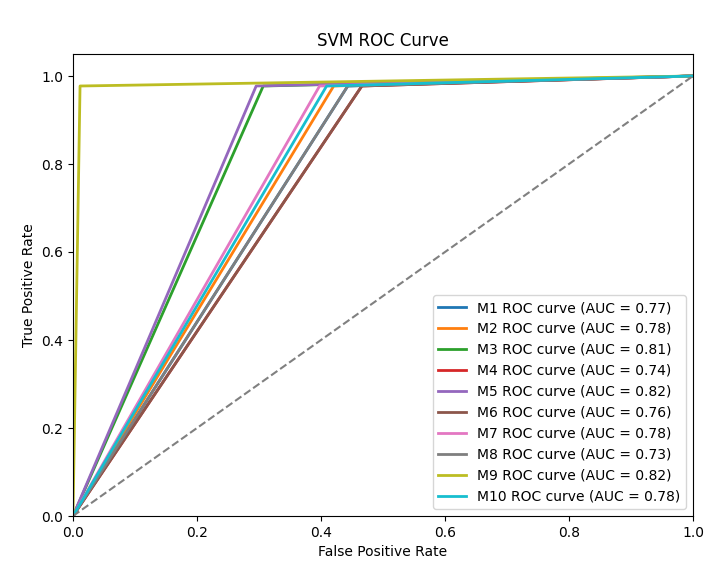 SVM ROC Curve
True Positive Rate
1.0
0.8
0.6
0.4
0.2
0.0
M1 ROC curve (AUC = 0.77)
M2 ROC curve (AUC = 0.78)
M3 ROC curve (AUC = 0.81)
M4 ROC curve (AUC = 0.74)
M5 ROC curve (AUC = 0.82)
M6 ROC curve (AUC = 0.76)
M7 ROC curve (AUC = 0.78)
M8 ROC curve (AUC = 0.73)
M9 ROC curve (AUC = 0.82)
M10 ROC curve (AUC = 0.78)
0.0 0.2 0.4 0.6 0.8 1.0
False Positive Rate